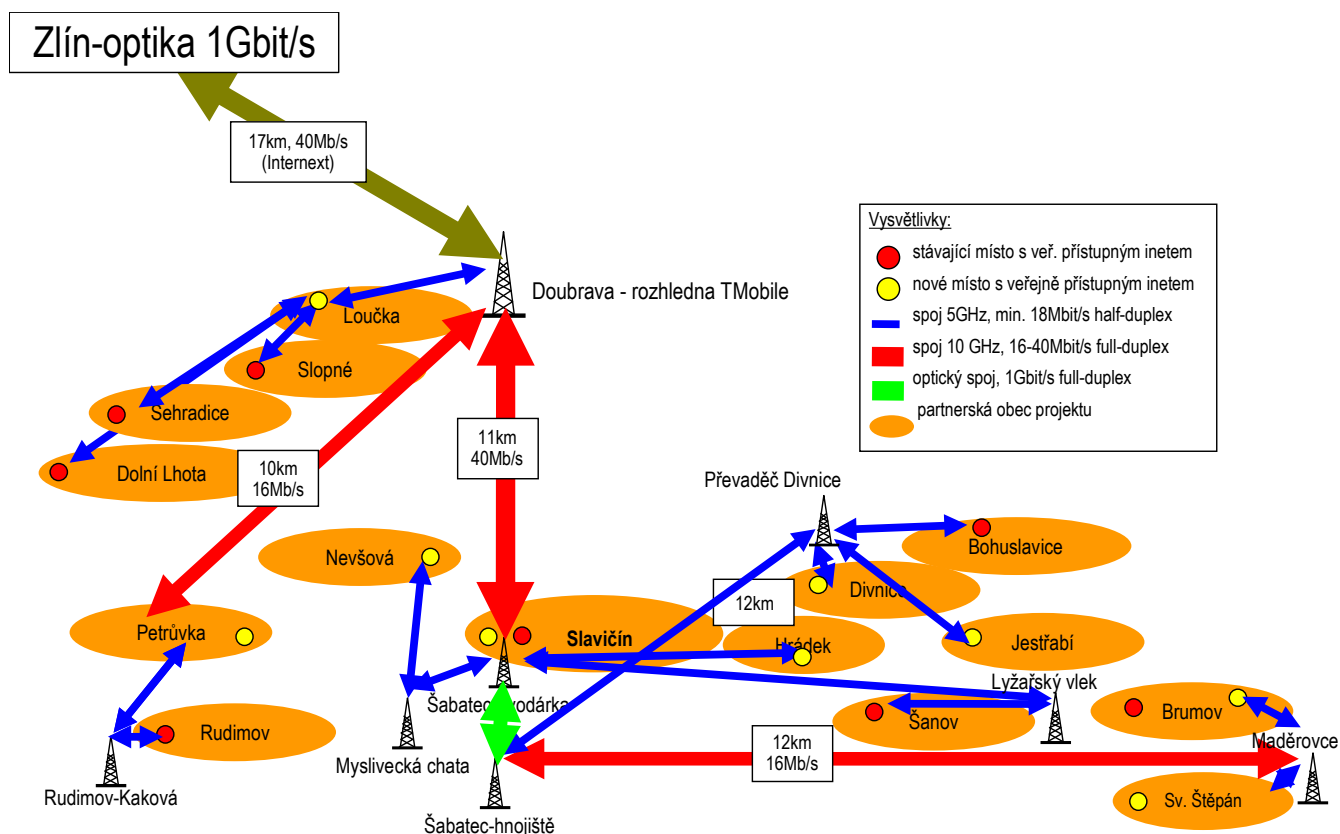 Zlín-optika 1Gbit/s
17km, 40Mb/s
(Internext)
Doubrava - rozhledna TMobile
Vysvětlivky:
stávající místo s veř. přístupným inetem
nové místo s veřejně přístupným inetem
spoj 5GHz, min. 18Mbit/s half-duplex
spoj 10 GHz, 16-40Mbit/s full-duplex
optický spoj, 1Gbit/s full-duplex
partnerská obec projektu
Loučka
Slopné
Sehradice
Dolní Lhota
10km
16Mb/s
11km
40Mb/s
Převaděč Divnice
Bohuslavice
Nevšová
Divnice
12km
Petrůvka
Slavičín
Hrádek
Jestřabí
Lyžařský vlek
Šabatec-vodárka
Šanov
Brumov
Rudimov
Maděrovce
Myslivecká chata
12km
16Mb/s
Rudimov-Kaková
Šabatec-hnojiště
Sv. Štěpán